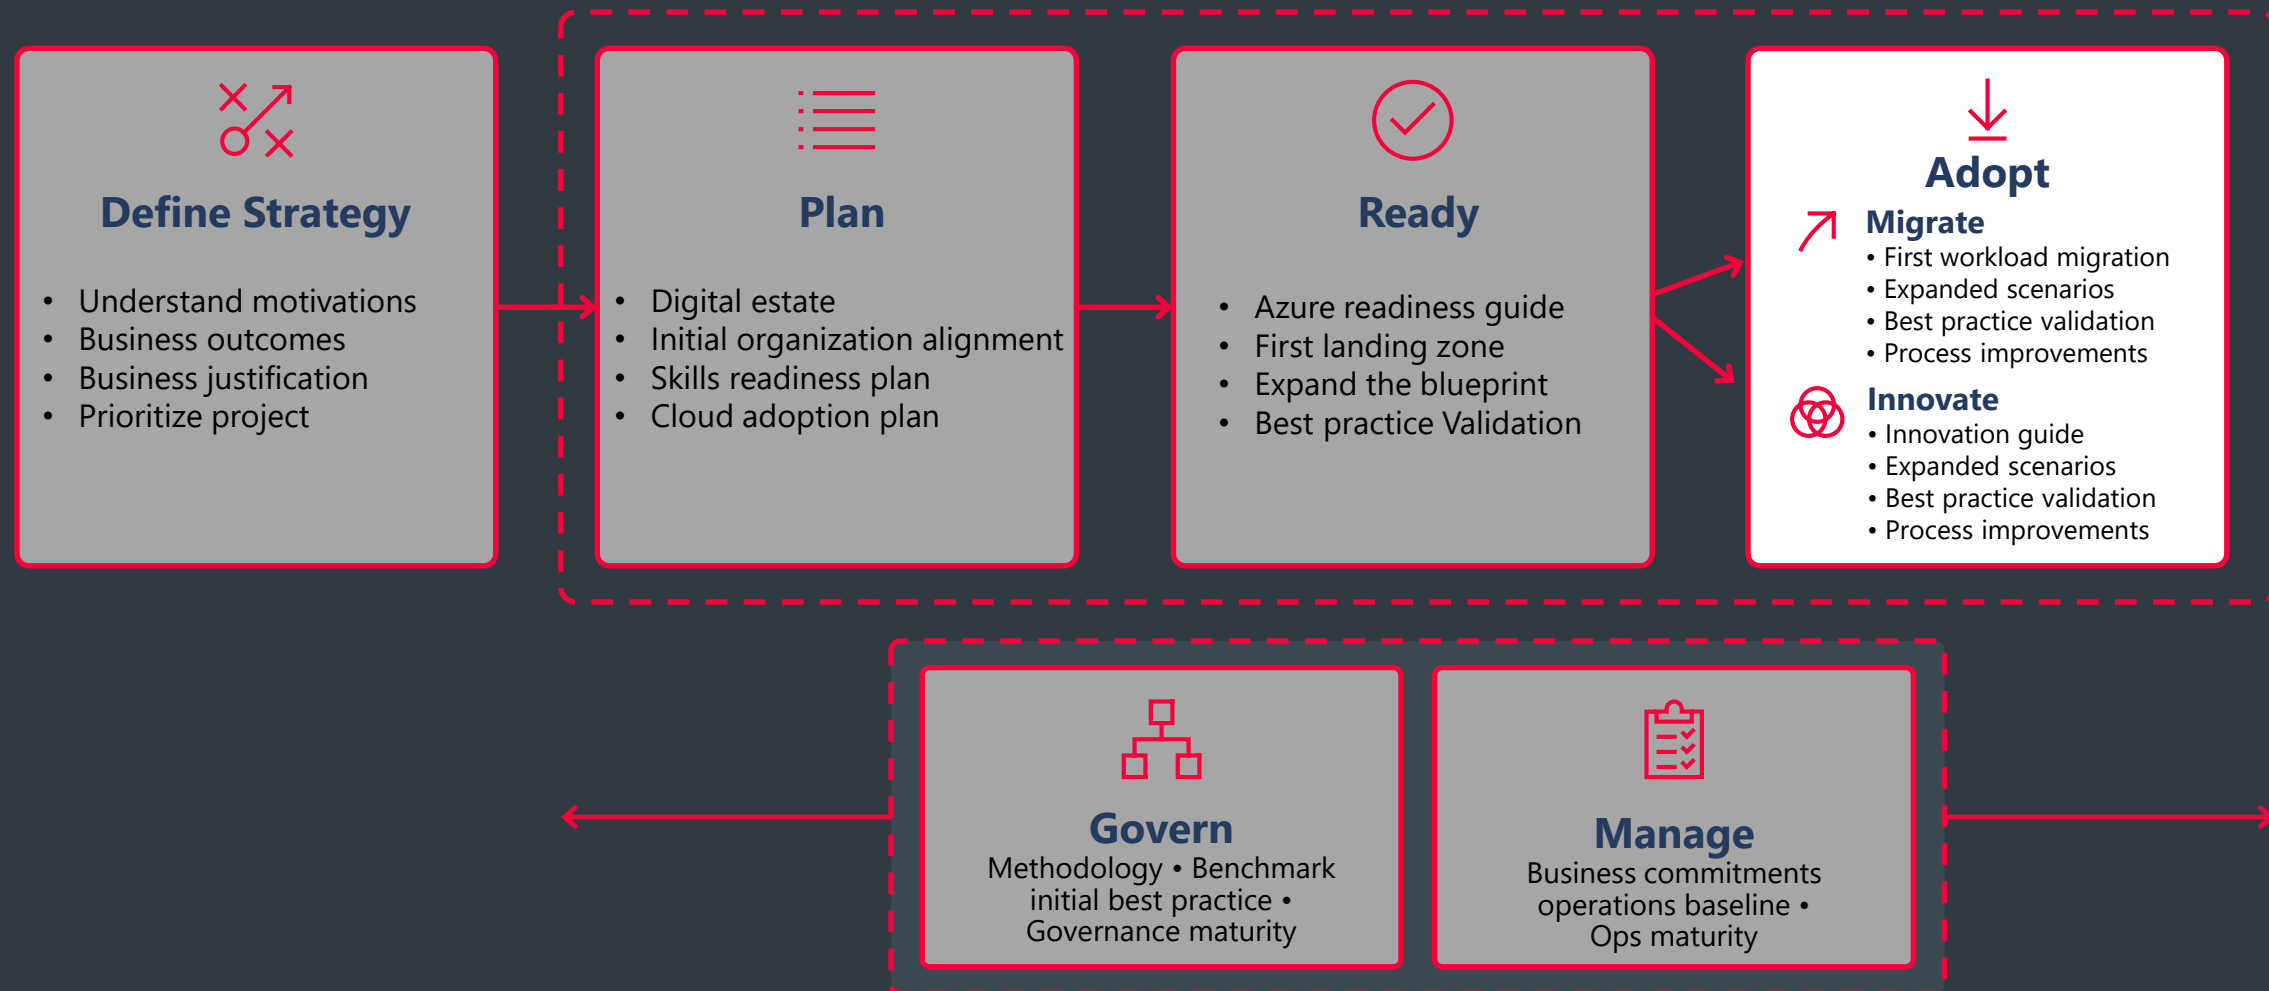 Define Strategy
• Understand motivations
• Business outcomes
• Business justification
• Prioritize project
Plan
• Digital estate
• Initial organization alignment
• Skills readiness plan
• Cloud adoption plan
Ready
• Azure readiness guide
• First landing zone
• Expand the blueprint
• Best practice Validation
Adopt
Migrate
• First workload migration
• Expanded scenarios
• Best practice validation
• Process improvements
Innovate
• Innovation guide
• Expanded scenarios
• Best practice validation
• Process improvements
Govern
Methodology • Benchmark
initial best practice •
Governance maturity
Manage
Business commitments
operations baseline •
Ops maturity